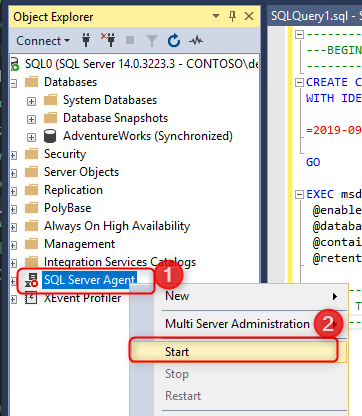 Object Explorer
SQLQuery1.sql -
Connect
SQL0 (SQL Server 14.0.3223.3 - CONTOSO\de
Databases
System Databases
Database Snapshots
AdventureWorks (Synchronized)
Security
Server Objects
Replication
PolyBase
Always On High Availability
Management
Integration Services Catalogs
SQL Server Agent
XEvent Profiler
1
New
Multi Server Administration
2
Start
Stop
Restart
---BEGIN
CREATE C
WITH IDE
=2019-09
GO
EXEC msd
@enable
@databa
@contai
@retent
T